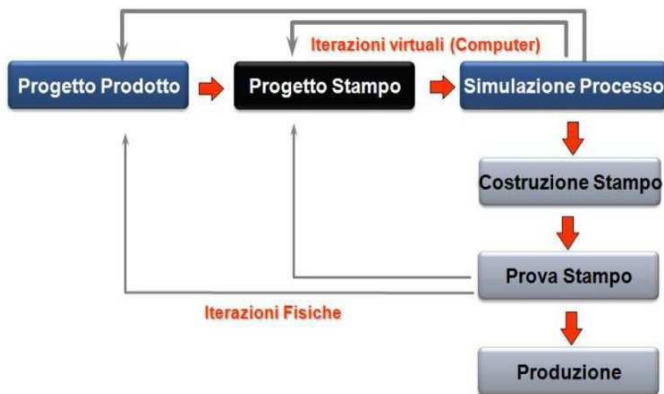 Iterazioni virtuali (Computer)
Progetto Prodotto
Progetto Stampo
Simulazione Processo
Costruzione Stampo
Prova Stampo
Iterazioni Fisiche
Produzione